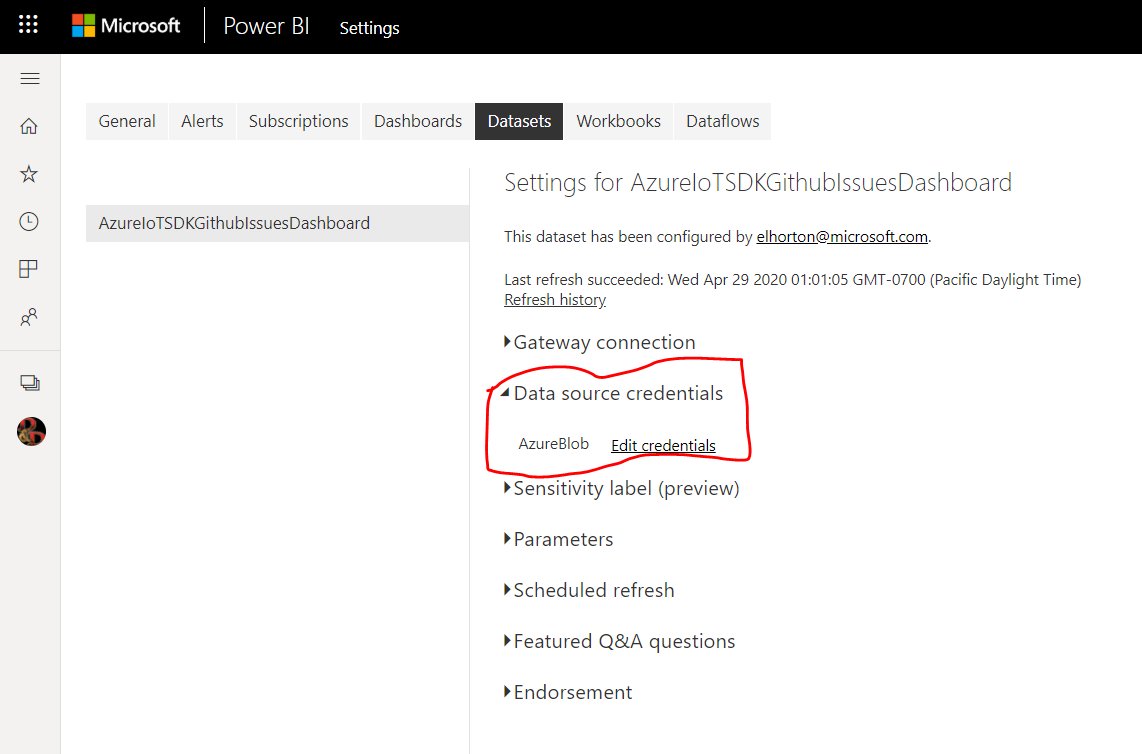 Microsoft Power BI Settings
General Alerts Subscriptions Dashboards Datasets Workbooks Dataflows
AzureIoTSDKGithubIssuesDashboard
Settings for AzureIoTSDKGithubIssuesDashboard
This dataset has been configured by elhorton@microsoft.com.
Last refresh succeeded: Wed Apr 29 2020 01:01:05 GMT-0700 (Pacific Daylight Time)
Refresh history
Gateway connection
Data source credentials
AzureBlob Edit credentials
Sensitivity label (preview)
Parameters
Scheduled refresh
Featured Q&A questions
Endorsement